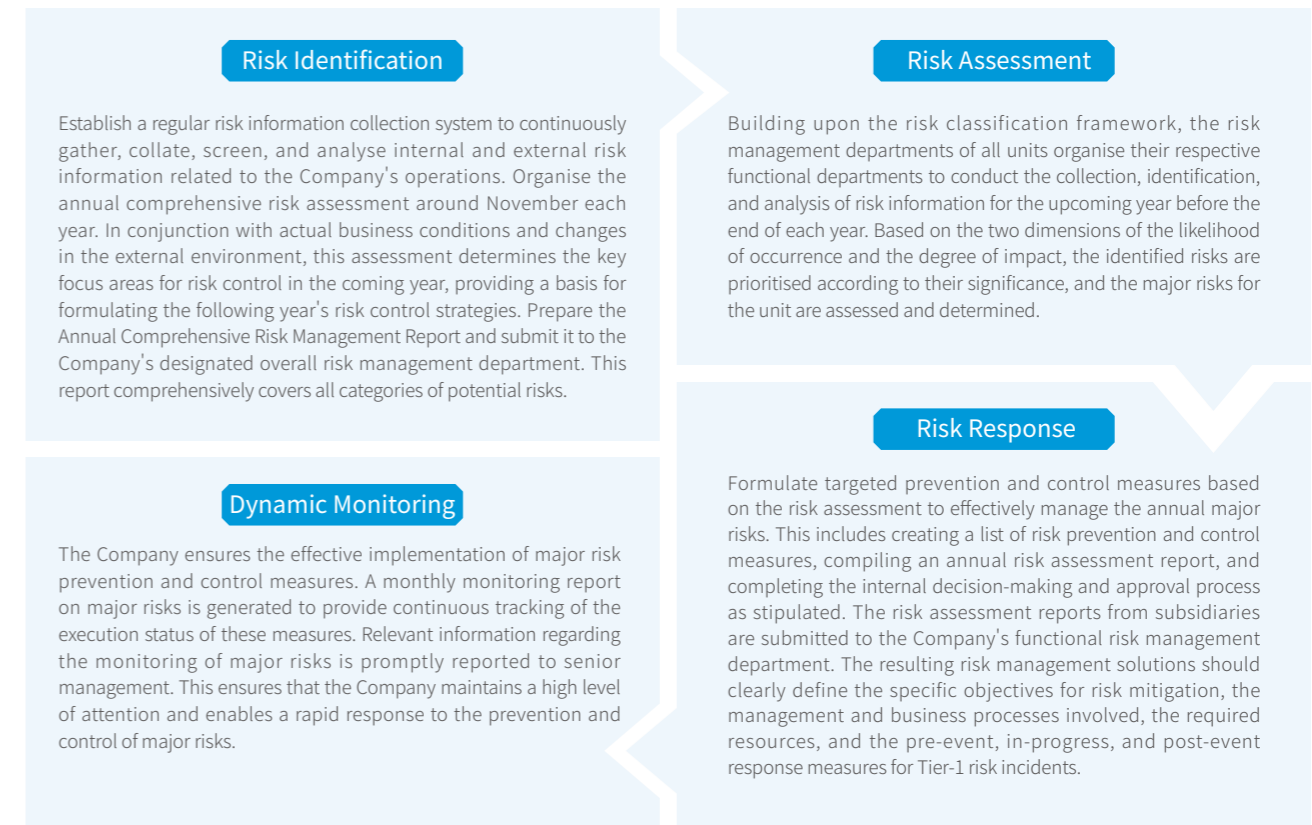 Risk Identification
Establish a regular risk information collection system to continuously
gather, collate, screen, and analyse internal and external risk
information related to the Company's operations. Organise the
annual comprehensive risk assessment around November each
year. In conjunction with actual business conditions and changes
in the external environment, this assessment determines the key
focus areas for risk control in the coming year, providing a basis for
formulating the following year's risk control strategies. Prepare the
Annual Comprehensive Risk Management Report and submit it to the
Company's designated overall risk management department. This
report comprehensively covers all categories of potential risks.
Risk Assessment
Building upon the risk classification framework, the risk
management departments of all units organise their respective
functional departments to conduct the collection, identification,
and analysis of risk information for the upcoming year before the
end of each year. Based on the two dimensions of the likelihood
of occurrence and the degree of impact, the identified risks are
prioritised according to their significance, and the major risks for
the unit are assessed and determined.
Risk Response
Formulate targeted prevention and control measures based
on the risk assessment to effectively manage the annual major
risks. This includes creating a list of risk prevention and control
measures, compiling an annual risk assessment report, and
completing the internal decision-making and approval process
as stipulated. The risk assessment reports from subsidiaries
are submitted to the Company's functional risk management
department. The resulting risk management solutions should
clearly define the specific objectives for risk mitigation, the
management and business processes involved, the required
resources, and the pre-event, in-progress, and post-event
response measures for Tier-1 risk incidents.
Dynamic Monitoring
The Company ensures the effective implementation of major risk
prevention and control measures. A monthly monitoring report
on major risks is generated to provide continuous tracking of the
execution status of these measures. Relevant information regarding
the monitoring of major risks is promptly reported to senior
management. This ensures that the Company maintains a high level
of attention and enables a rapid response to the prevention and
control of major risks.